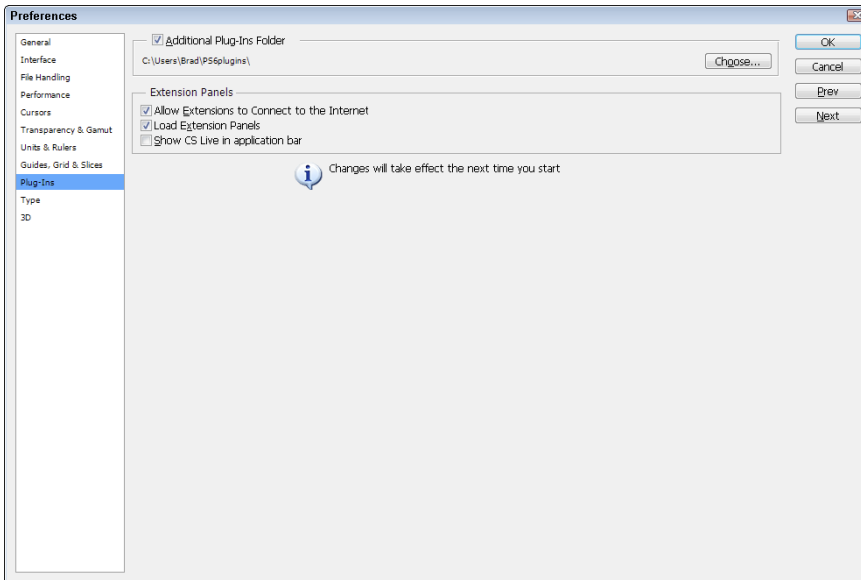 Preferences
General
Interface
File Handling
Performance
Cursors
Transparency & Gamut
Units & Rulers
Guides, Grid & Slices
Plug-Ins
Type
3D
Additional Plug-Ins Folder
C:\Users\Brad\PS6plugins\
Choose...
Extension Panels
Allow Extensions to Connect to the Internet
Load Extension Panels
Show CS Live in application bar
Changes will take effect the next time you start
OK
Cancel
Prev
Next